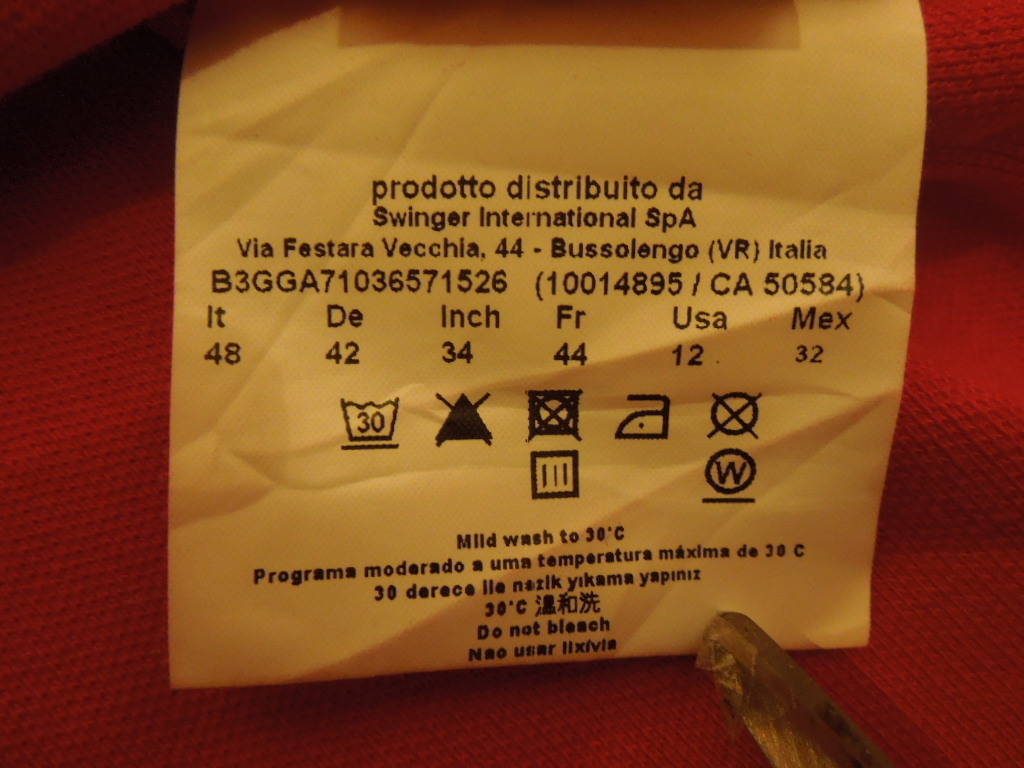 prodotto distribuito da
Swinger International SpA
Via Festara Vecchia, 44 - Bussolengo (VR) Italia
B3GGA71036571526 (10014895 / CA 50584)
It De Inch Fr Usa Mex
48 42 34 44 12 32
30
W
Mild wash to 30°C
Programa moderado a uma temperatura máxima de 30 C
30 derece ile nazik yıkama yapınız
30°C 温和洗
Do not bleach
Nao usar lixívia